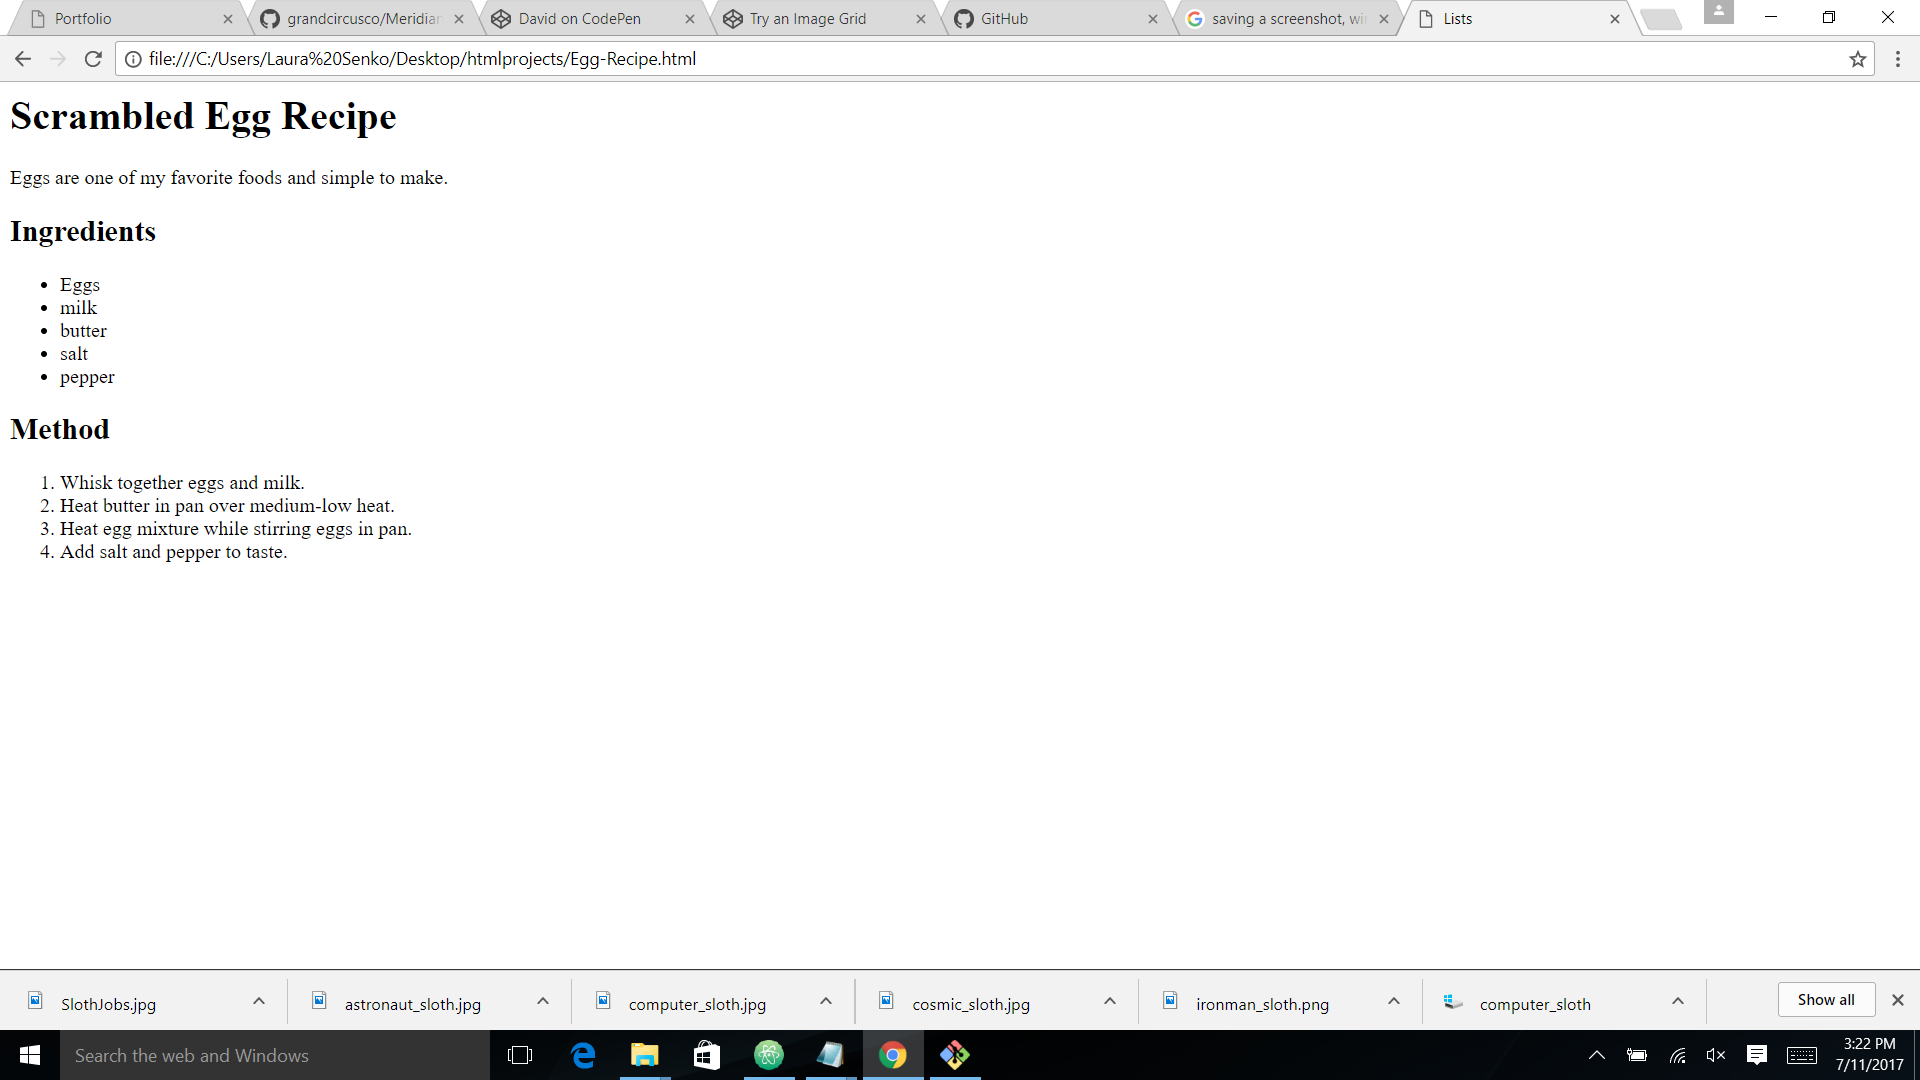 Portfolio
grandcircusco/Meridian
David on CodePen
Try an Image Grid
GitHub
saving a screenshot, wi
Lists
file:///C:/Users/Laura%20Senko/Desktop/htmlprojects/Egg-Recipe.html
Scrambled Egg Recipe
Eggs are one of my favorite foods and simple to make.
Ingredients
• Eggs
• milk
• butter
• salt
• pepper
Method
1. Whisk together eggs and milk.
2. Heat butter in pan over medium-low heat.
3. Heat egg mixture while stirring eggs in pan.
4. Add salt and pepper to taste.
SlothJobs.jpg
astronaut_sloth.jpg
computer_sloth.jpg
cosmic_sloth.jpg
ironman_sloth.png
computer_sloth
Show all
Search the web and Windows
3:22 PM
7/11/2017